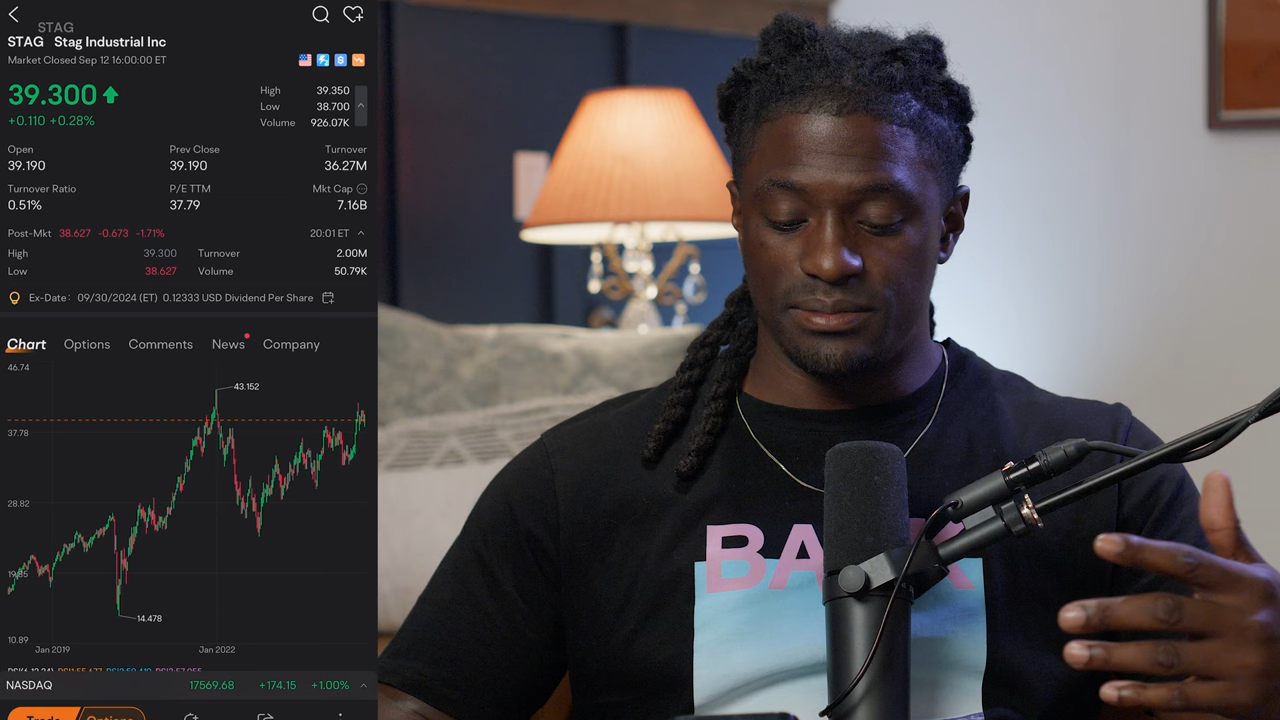 STAG
STAG Stag Industrial Inc
Market Closed Sep 12 16:00:00 ET
39.300
+0.110 +0.28%
High 39.350
Low 38.700
Volume 926.07K
Open Prev Close Turnover
39.190 39.190 36.27M
Turnover Ratio P/E TTM Mkt Cap
0.51% 37.79 7.16B
Post-Mkt 38.627 -0.673 -1.71% 20:01 ET
High 39.300 Turnover 2.00M
Low 38.627 Volume 50.79K
Ex-Date: 09/30/2024 (ET) 0.12333 USD Dividend Per Share
Chart Options Comments News Company
46.74
43.152
37.78
28.82
19.85
14.478
10.89
Jan 2019 Jan 2022
NASDAQ 17569.68 +174.15 +1.00%
Trade Options